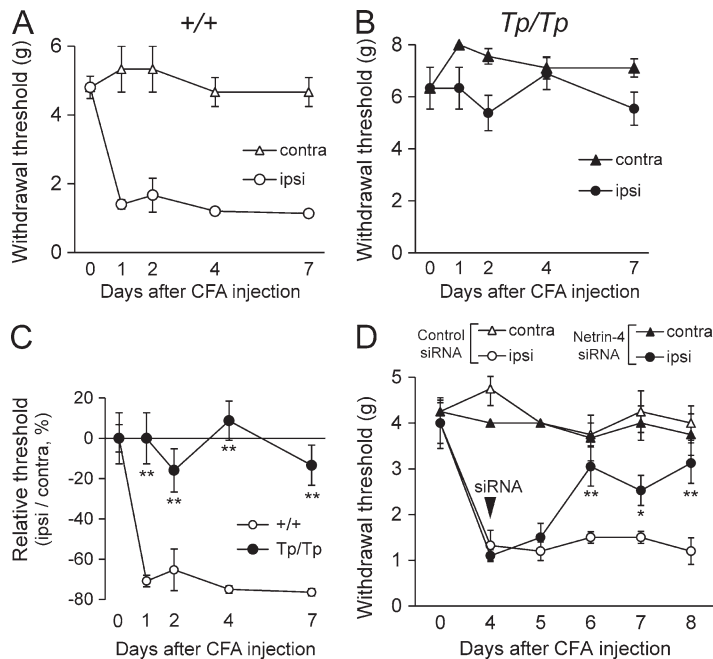 A
+/+
Withdrawal threshold (g)
6
4
2
0
contra
ipsi
0 1 2 4 7
Days after CFA injection
B
Tp/Tp
Withdrawal threshold (g)
8
6
4
2
0
contra
ipsi
0 1 2 4 7
Days after CFA injection
C
Relative threshold
(ipsi / contra, %)
20
0
-20
-40
-60
-80
** ** ** **
+/+
Tp/Tp
0 1 2 4 7
Days after CFA injection
D
Control
siRNA
contra
ipsi
Netrin-4
siRNA
contra
ipsi
Withdrawal threshold (g)
5
4
3
2
1
0
siRNA
** * **
0 4 5 6 7 8
Days after CFA injection